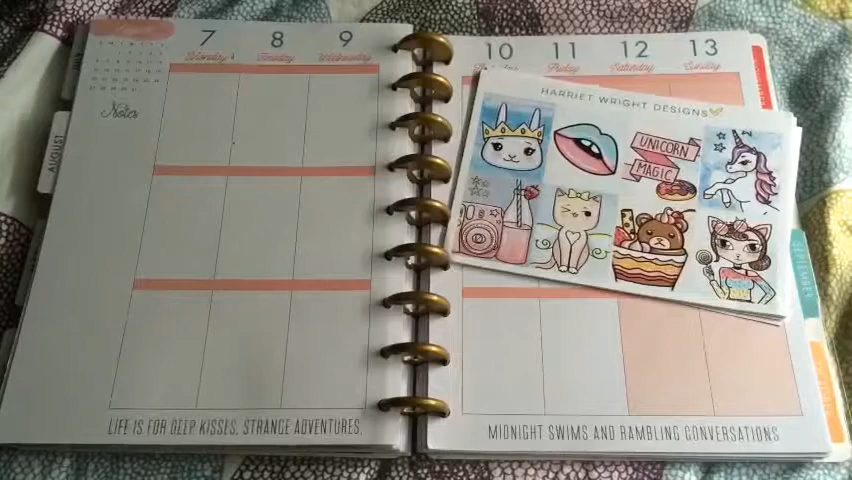 7 8 9
Monday Tuesday Wednesday
Notes
AUGUST
LIFE IS FOR DEEP KISSES, STRANGE ADVENTURES,
10 11 12 13
Friday Saturday Sunday
HARRIET WRIGHT DESIGNS
UNICORN
MAGIC
SEPTEMBER
MIDNIGHT SWIMS AND RAMBLING CONVERSATIONS